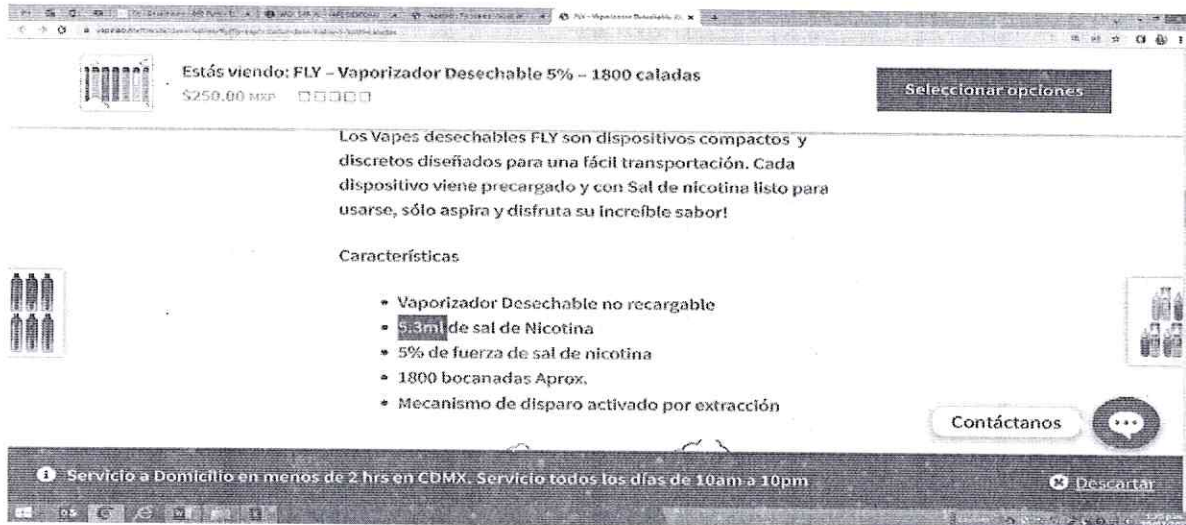 Estás viendo: FLY – Vaporizador Desechable 5% – 1800 caladas
$250.00 MXP
Seleccionar opciones
Los Vapes desechables FLY son dispositivos compactos y
discretos diseñados para una fácil transportación. Cada
dispositivo viene precargado y con Sal de nicotina listo para
usarse, sólo aspira y disfruta su increíble sabor!
Características
• Vaporizador Desechable no recargable
• 5.3ml de sal de Nicotina
• 5% de fuerza de sal de nicotina
• 1800 bocanadas Aprox.
• Mecanismo de disparo activado por extracción
Contáctanos
Servicio a Domicilio en menos de 2 hrs en CDMX. Servicio todos los días de 10am a 10pm
Descartar